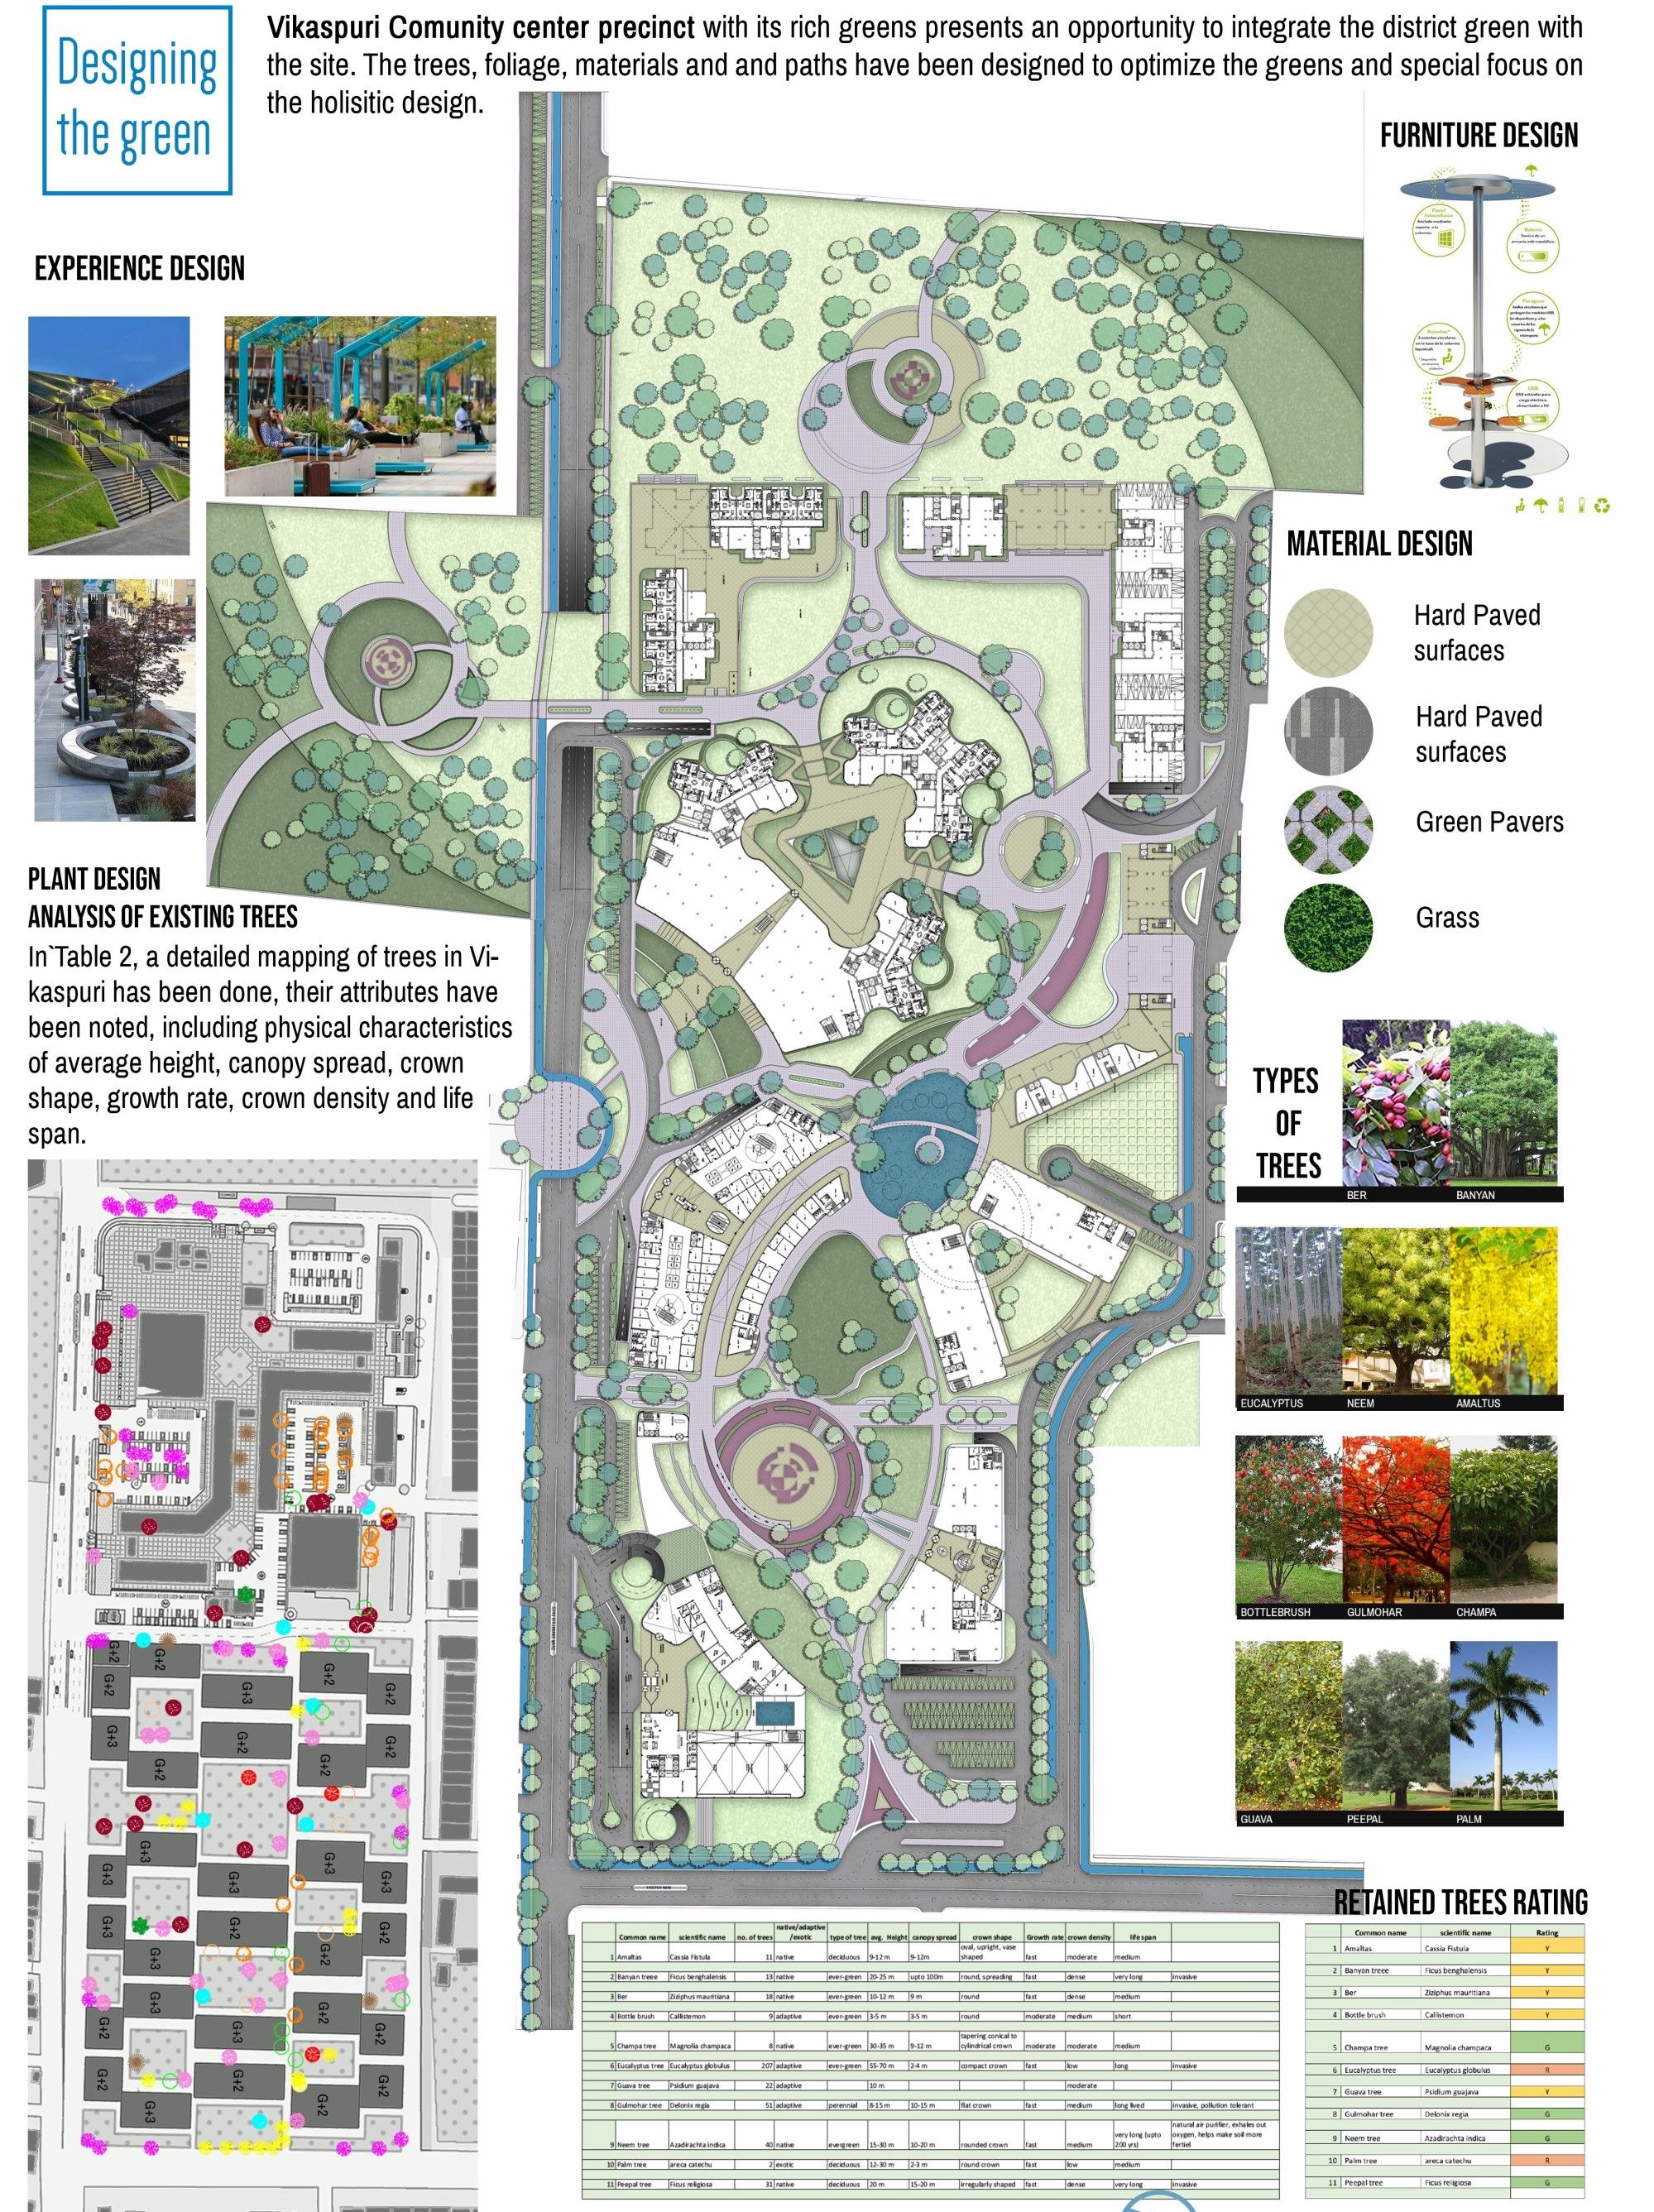 Designing
the green
Vikaspuri Comunity center precinct with its rich greens presents an opportunity to integrate the district green with
the site. The trees, foliage, materials and and paths have been designed to optimize the greens and special focus on
the holisitic design.
FURNITURE DESIGN
EXPERIENCE DESIGN
MATERIAL DESIGN
Hard Paved
surfaces
Hard Paved
surfaces
Green Pavers
Grass
PLANT DESIGN
ANALYSIS OF EXISTING TREES
In`Table 2, a detailed mapping of trees in Vi-
kaspuri has been done, their attributes have
been noted, including physical characteristics
of average height, canopy spread, crown
shape, growth rate, crown density and life
span.
TYPES
OF
TREES
BER BANYAN
EUCALYPTUS NEEM AMALTUS
BOTTLEBRUSH GULMOHAR CHAMPA
GUAVA PEEPAL PALM
G+2 G+2
G+2 G+3 G+2 G+2
G+3 G+2 G+2
G+2 G+2
G+3 G+3
G+3 G+3 G+3
G+3 G+2 G+2
G+3
G+3 G+2
G+2 G+3 G+2
G+2 G+2 G+2
G+3 G+2
RETAINED TREES RATING
Common name scientific name no. of trees native/adaptive /exotic type of tree avg. Height canopy spread crown shape Growth rate crown density life span
1 Amaltas Cassia Fistula 11 native deciduous 9-12 m 9-12m oval, upright, vase shaped fast moderate medium
2 Banyan treee Ficus benghalensis 13 native ever-green 20-25 m upto 100m round, spreading fast dense very long invasive
3 Ber Ziziphus mauritiana 18 native ever-green 10-12 m 9 m round fast dense medium
4 Bottle brush Callistemon 9 adaptive ever-green 3-5 m 3-5 m round moderate medium short
5 Champa tree Magnolia champaca 8 native ever-green 30-35 m 9-12 m tapering conical to cylindrical crown moderate moderate medium
6 Eucalyptus tree Eucalyptus globulus 207 adaptive ever-green 55-70 m 2-4 m compact crown fast low long invasive
7 Guava tree Psidium guajava 22 adaptive 10 m moderate
8 Gulmohar tree Delonix regia 51 adaptive perennial 8-15 m 10-15 m flat crown fast medium long lived invasive, pollution tolerant
9 Neem tree Azadirachta indica 40 native evergreen 15-30 m 10-20 m rounded crown fast medium very long (upto 200 yrs) natural air purifier, exhales out oxygen, helps make soil more fertiel
10 Palm tree areca catechu 2 exotic deciduous 12-30 m 2-3 m round crown fast low medium
11 Peepal tree Ficus religiosa 31 native deciduous 20 m 15-20 m irregularly shaped fast dense very long invasive
Common name scientific name Rating
1 Amaltas Cassia Fistula Y
2 Banyan treee Ficus benghalensis Y
3 Ber Ziziphus mauritiana Y
4 Bottle brush Callistemon Y
5 Champa tree Magnolia champaca G
6 Eucalyptus tree Eucalyptus globulus R
7 Guava tree Psidium guajava Y
8 Gulmohar tree Delonix regia G
9 Neem tree Azadirachta indica G
10 Palm tree areca catechu R
11 Peepal tree Ficus religiosa G